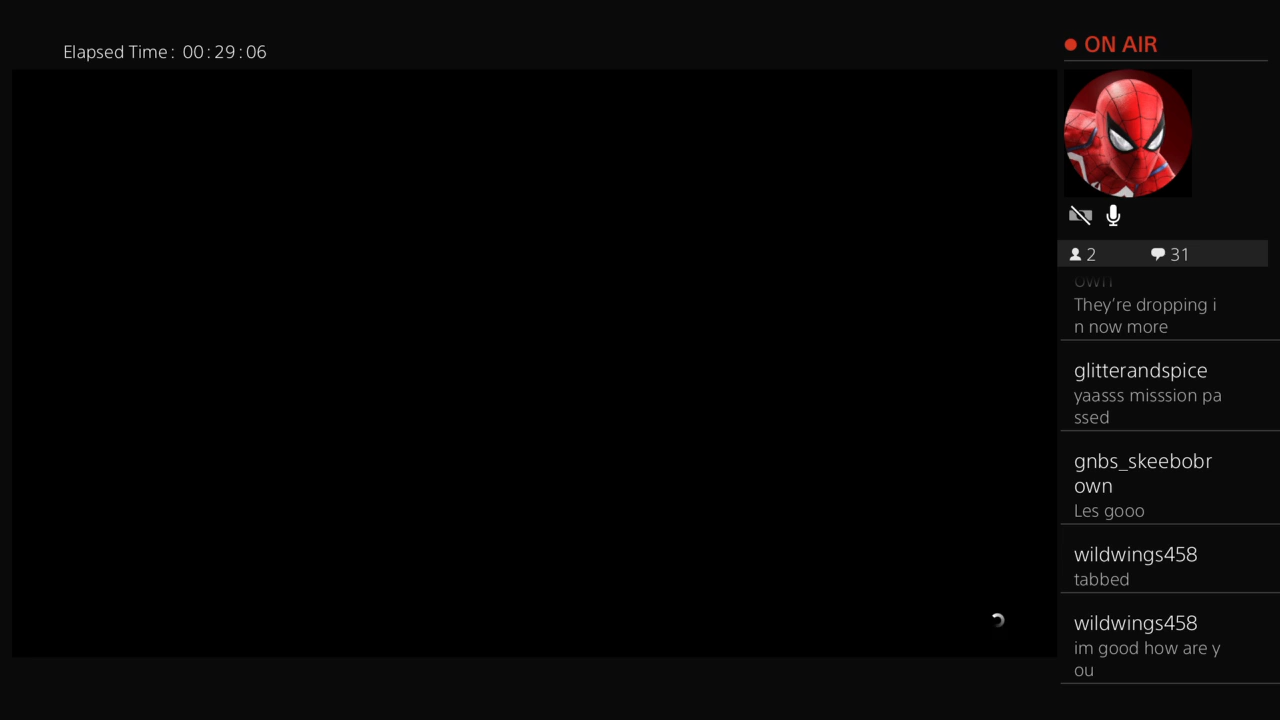 Elapsed Time: 00:29:06
ON AIR
2
31
own
They're dropping i
n now more
glitterandspice
yaasss misssion pa
ssed
gnbs_skeebobr
own
Les gooo
wildwings458
tabbed
wildwings458
im good how are y
ou